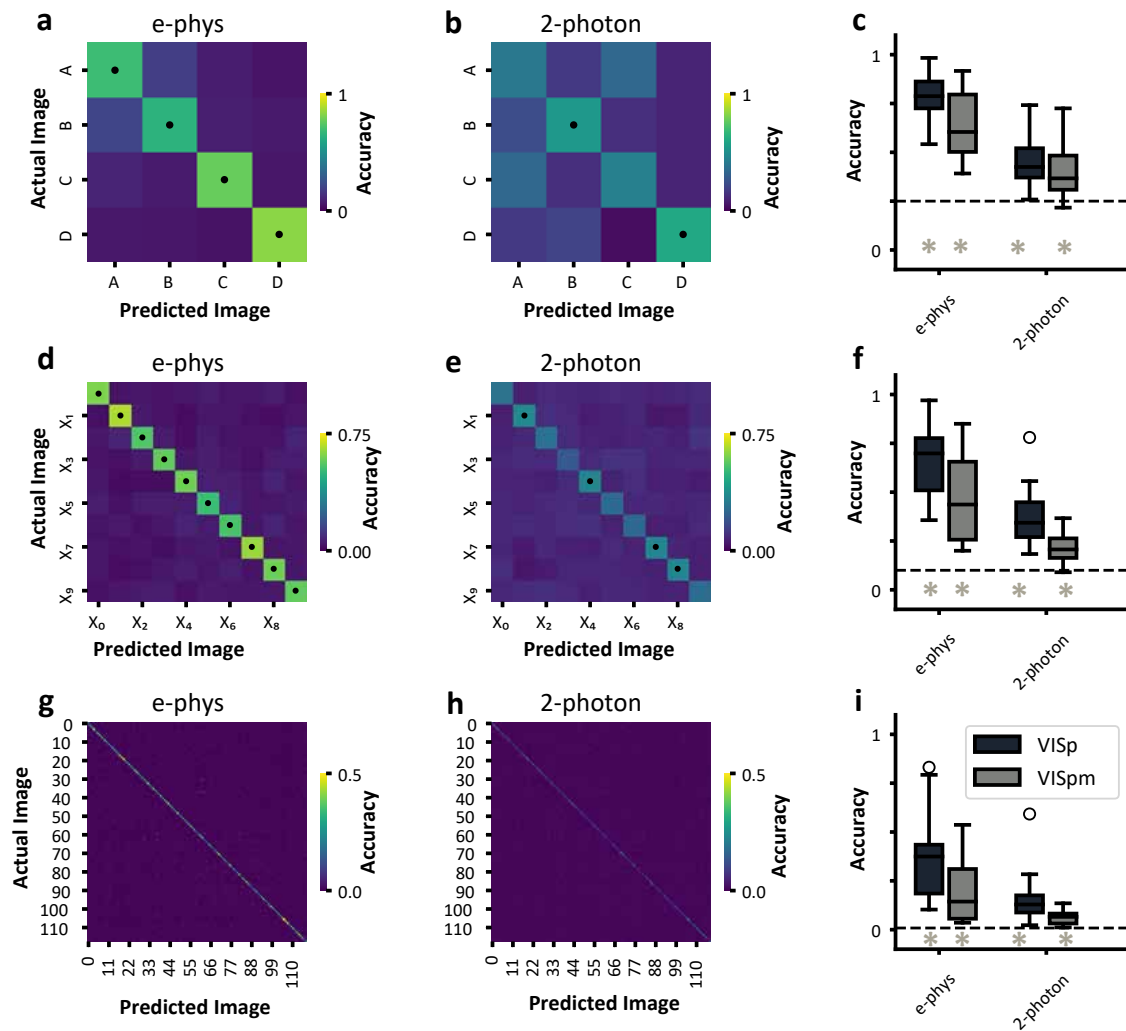 a
e-phys
Actual Image
A
B
C
D
A
B
C
D
Predicted Image
1
0
Accuracy
b
2-photon
A
B
C
D
A
B
C
D
Predicted Image
1
0
Accuracy
c
Accuracy
1
0
* * * *
e-phys
2-photon
d
e-phys
Actual Image
X₁
X₃
X₅
X₇
X₉
X₀
X₂
X₄
X₆
X₈
Predicted Image
0.75
0.00
Accuracy
e
2-photon
X₁
X₃
X₅
X₇
X₉
X₀
X₂
X₄
X₆
X₈
Predicted Image
0.75
0.00
Accuracy
f
Accuracy
1
0
* * * *
e-phys
2-photon
g
e-phys
Actual Image
0
10
20
30
40
50
60
70
80
90
100
110
0
11
22
33
44
55
66
77
88
99
110
Predicted Image
0.5
0.0
Accuracy
h
2-photon
0
10
20
30
40
50
60
70
80
90
100
110
0
11
22
33
44
55
66
77
88
99
110
Predicted Image
0.5
0.0
Accuracy
i
Accuracy
1
0
VISp
VISpm
* * * *
e-phys
2-photon